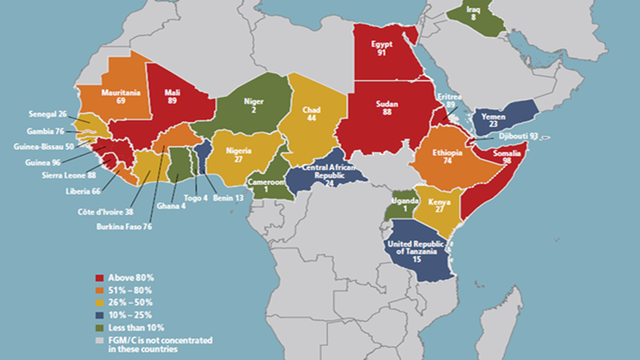 Iraq
8
Egypt
91
Mauritania
69
Mali
89
Niger
2
Chad
44
Sudan
88
Eritrea
89
Yemen
23
Senegal 26
Gambia 76
Guinea-Bissau 50
Guinea 96
Sierra Leone 88
Liberia 66
Côte d'Ivoire 38
Burkina Faso 76
Ghana 4
Togo 4
Benin 13
Nigeria
27
Cameroon
1
Central African
Republic
24
Ethiopia
74
Djibouti 93
Somalia
98
Uganda
1
Kenya
27
United Republic
of Tanzania
15
Above 80%
51% – 80%
26% – 50%
10% – 25%
Less than 10%
FGM/C is not concentrated
in these countries